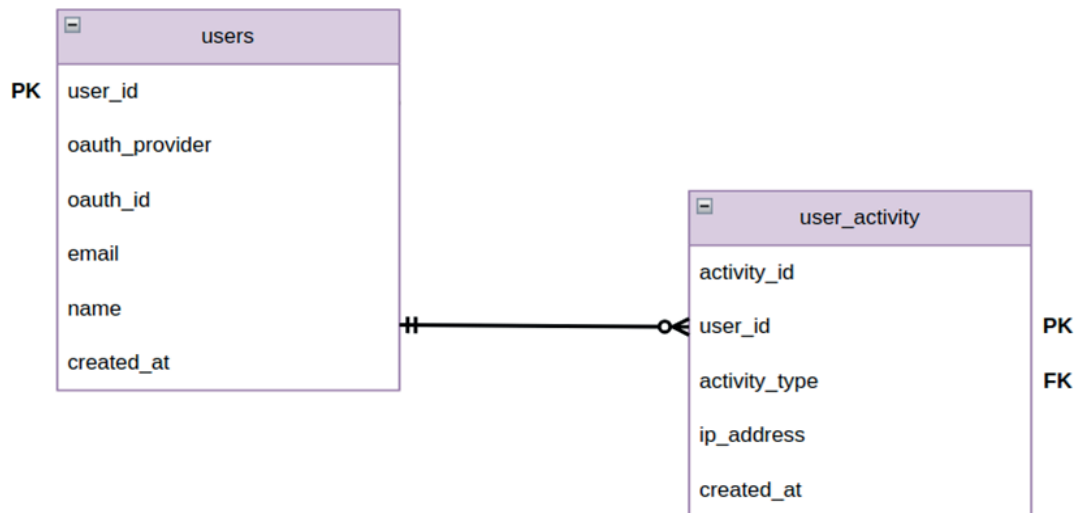 users
PK user_id
oauth_provider
oauth_id
email
name
created_at
user_activity
activity_id
user_id PK
activity_type FK
ip_address
created_at